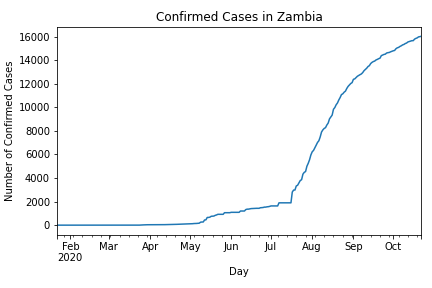 Confirmed Cases in Zambia
Number of Confirmed Cases
16000
14000
12000
10000
8000
6000
4000
2000
0
Feb Mar Apr May Jun Jul Aug Sep Oct
2020
Day